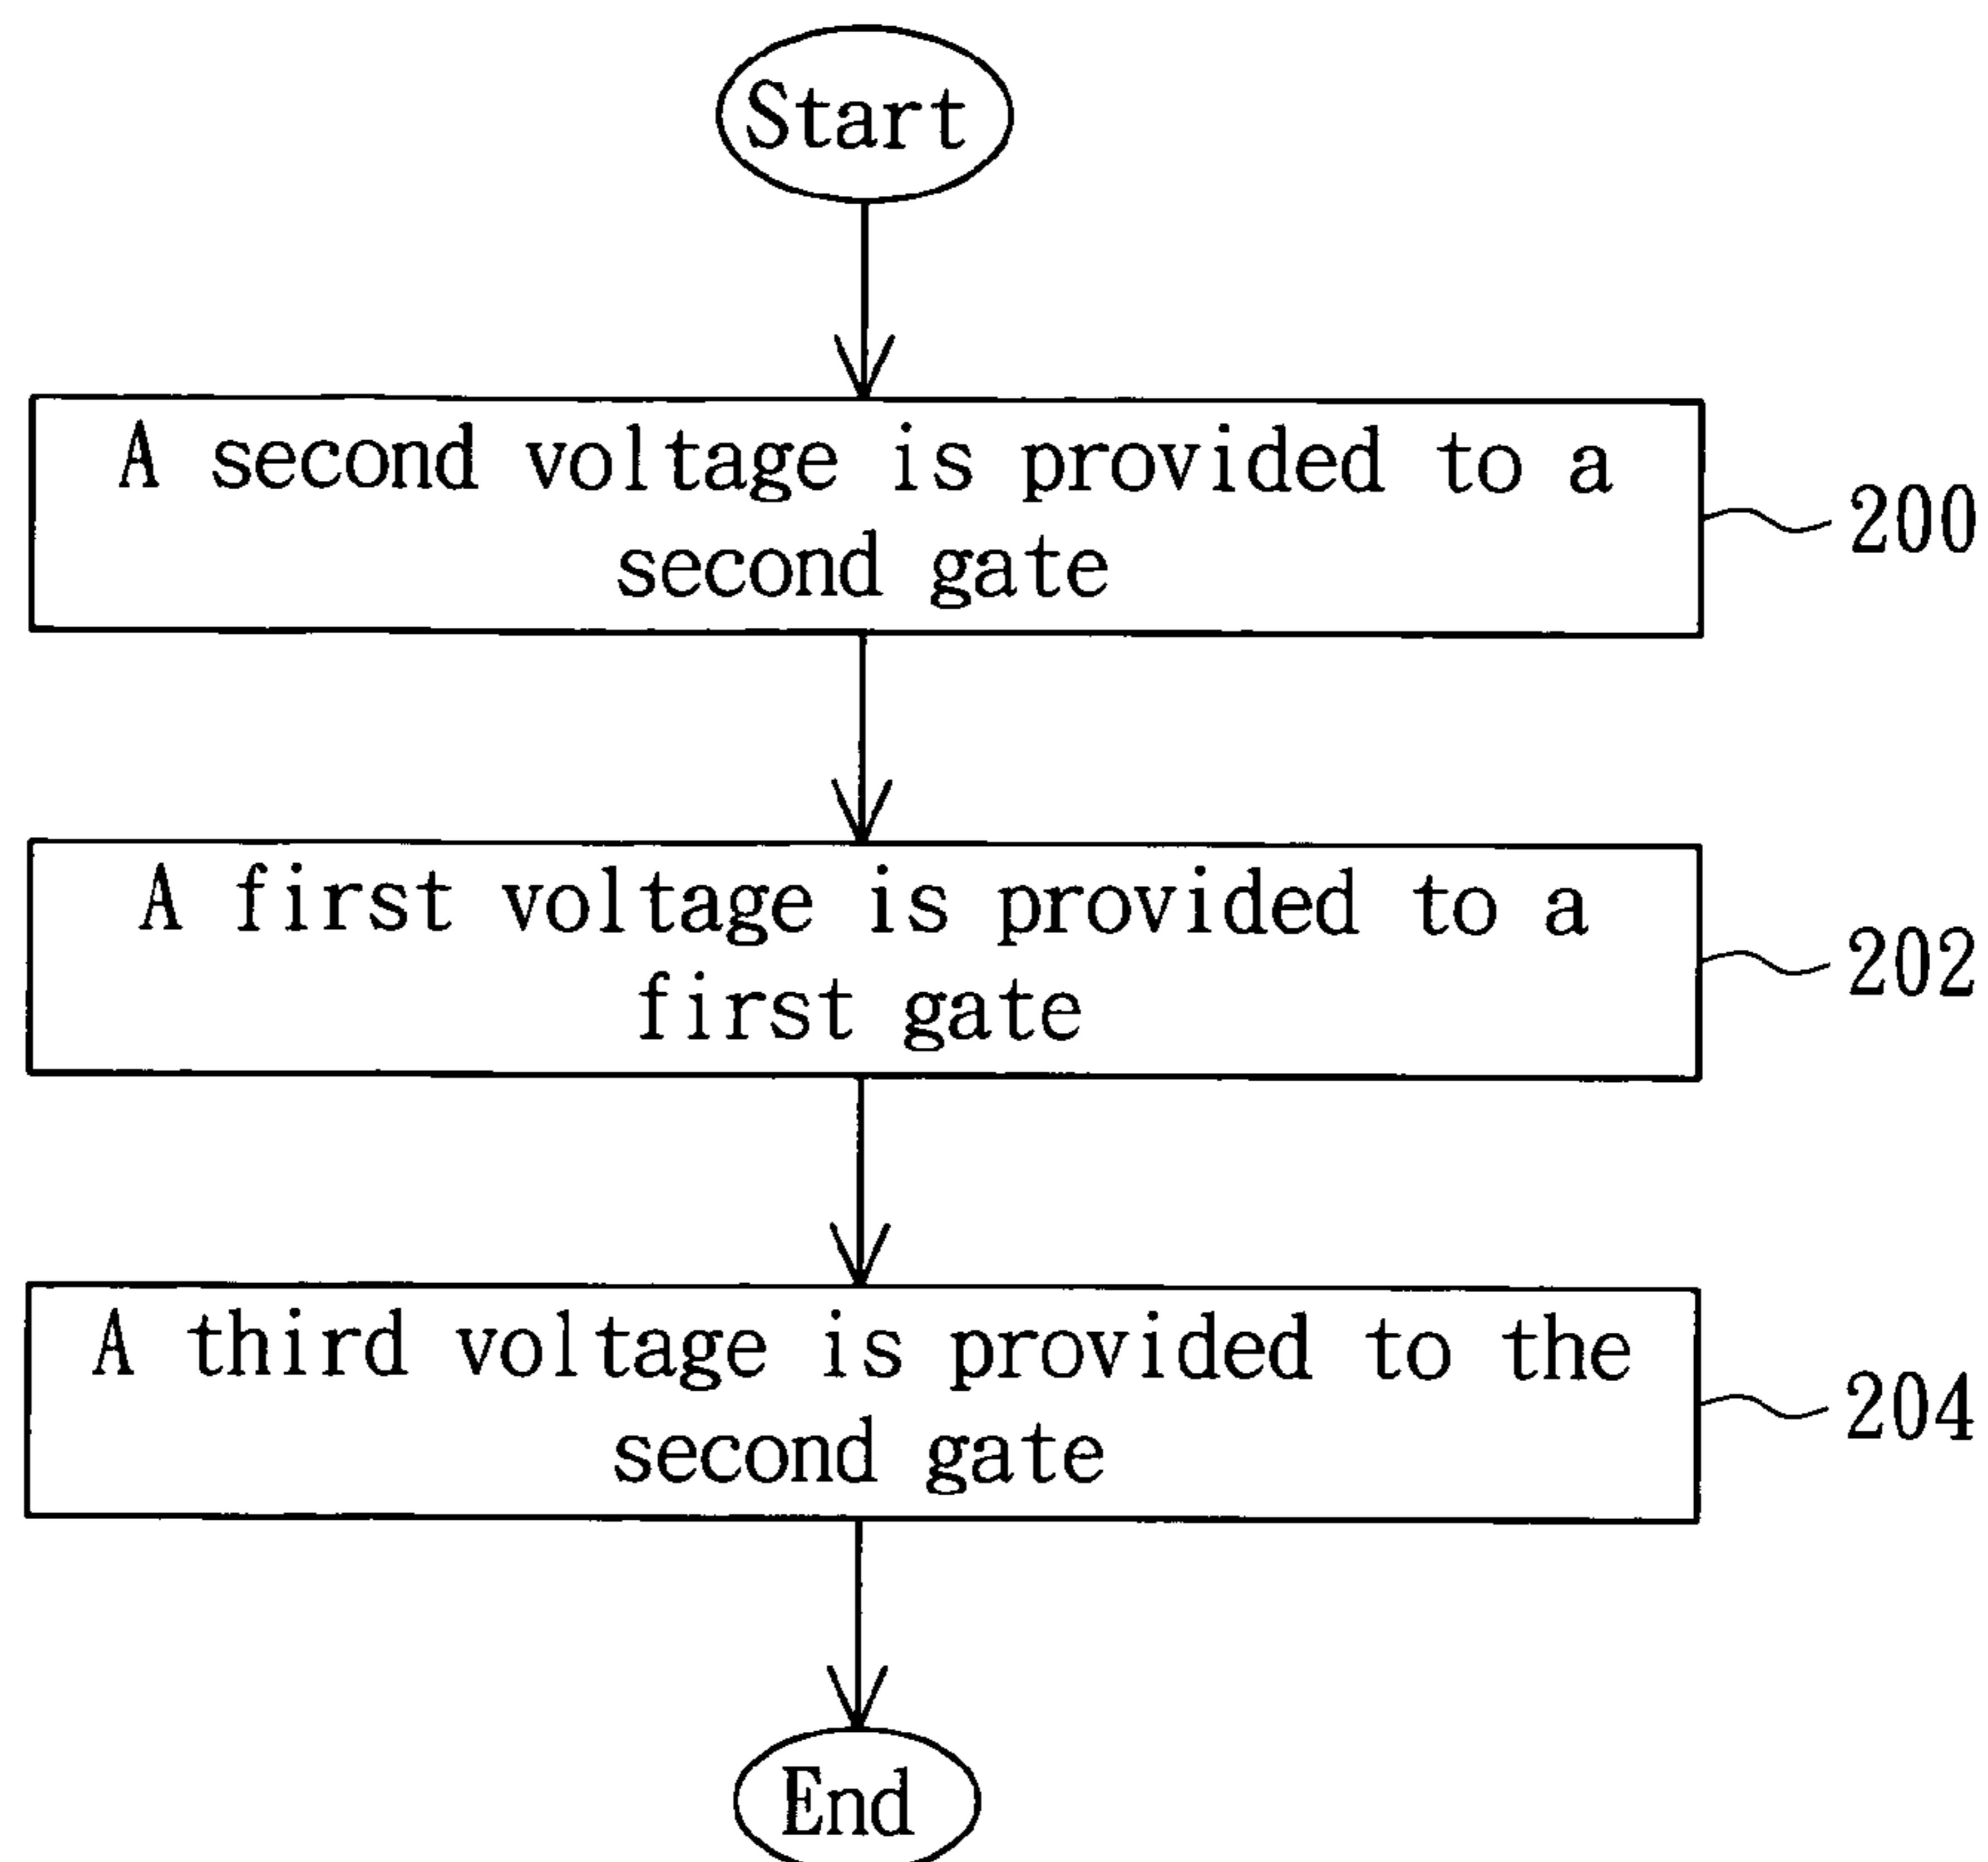 Start
A second voltage is provided to a
second gate
200
A first voltage is provided to a
first gate
202
A third voltage is provided to the
second gate
204
End